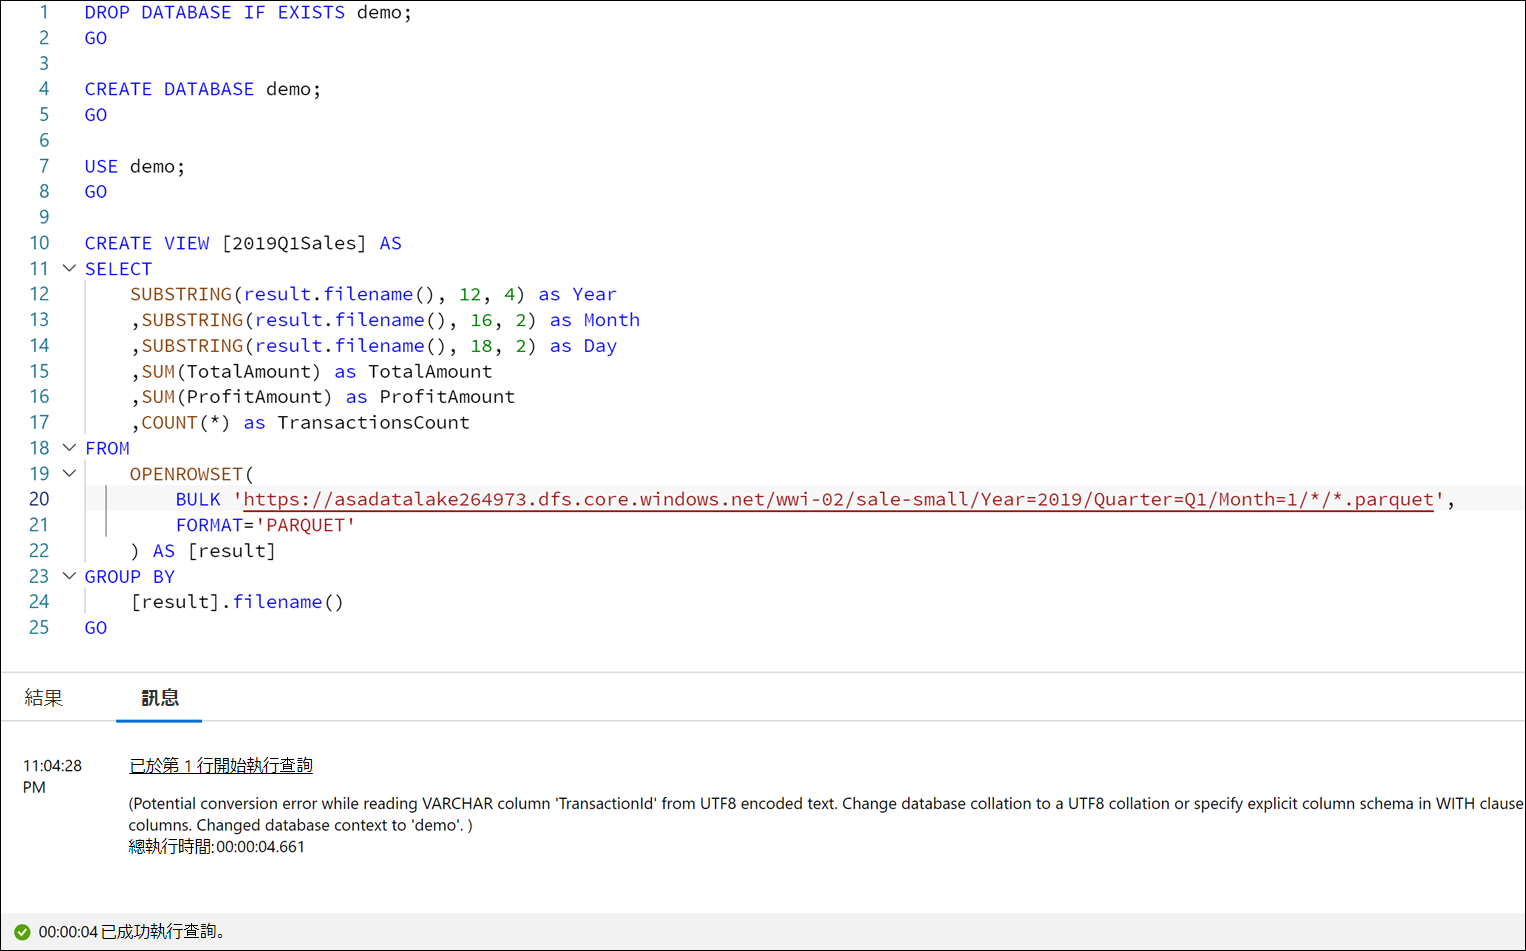 1 DROP DATABASE IF EXISTS demo;
2 GO
3
4 CREATE DATABASE demo;
5 GO
6
7 USE demo;
8 GO
9
10 CREATE VIEW [2019Q1Sales] AS
11 SELECT
12 SUBSTRING(result.filename(), 12, 4) as Year
13 ,SUBSTRING(result.filename(), 16, 2) as Month
14 ,SUBSTRING(result.filename(), 18, 2) as Day
15 ,SUM(TotalAmount) as TotalAmount
16 ,SUM(ProfitAmount) as ProfitAmount
17 ,COUNT(*) as TransactionsCount
18 FROM
19 OPENROWSET(
20 BULK 'https://asadatalake264973.dfs.core.windows.net/wwi-02/sale-small/Year=2019/Quarter=Q1/Month=1/*/*.parquet',
21 FORMAT='PARQUET'
22 ) AS [result]
23 GROUP BY
24 [result].filename()
25 GO
結果 訊息
11:04:28 PM 已於第 1 行開始執行查詢
(Potential conversion error while reading VARCHAR column 'TransactionId' from UTF8 encoded text. Change database collation to a UTF8 collation or specify explicit column schema in WITH clause
columns. Changed database context to 'demo'. )
總執行時間:00:00:04.661
00:00:04 已成功執行查詢。